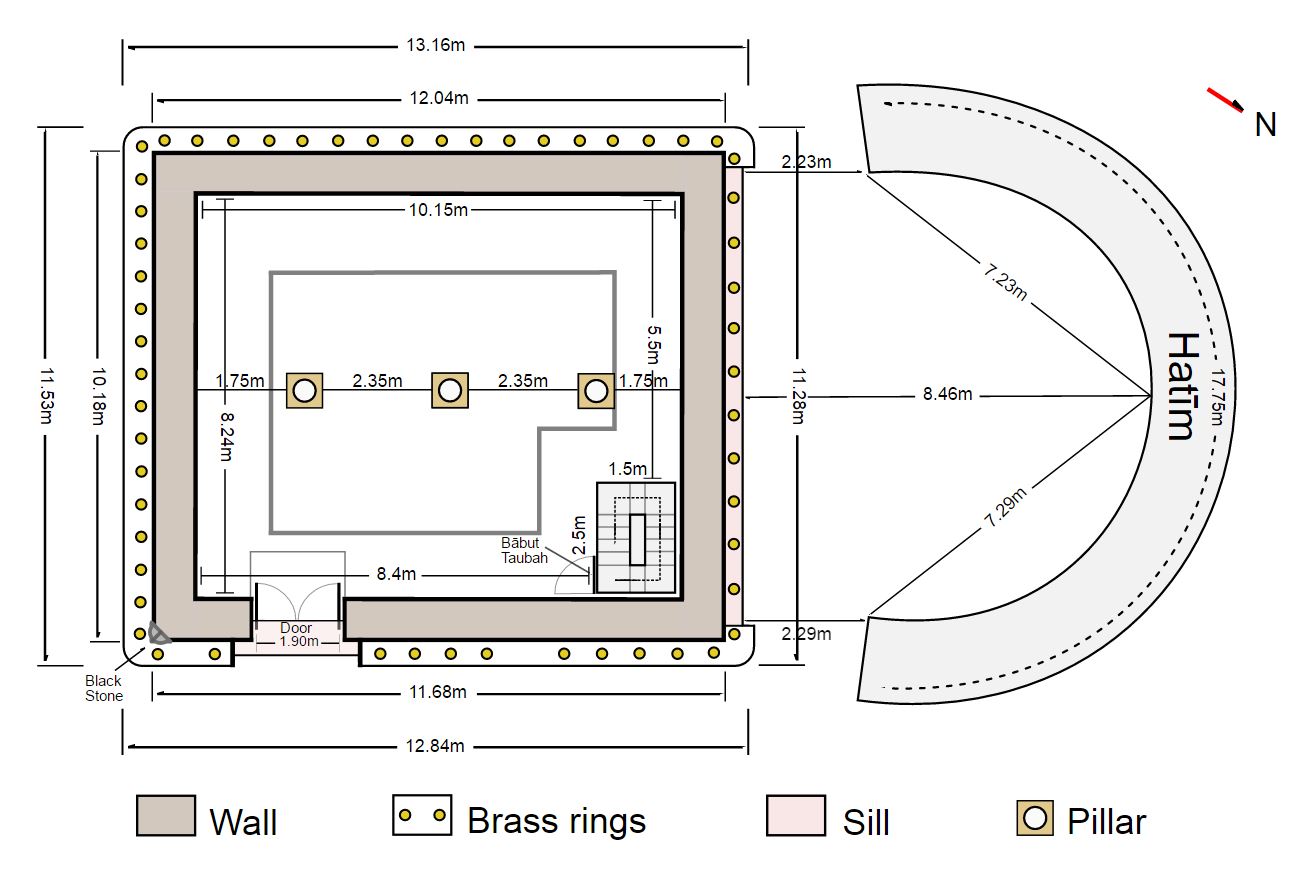 13.16m
12.04m
N
2.23m
10.15m
7.23m
5.5m
Hatīm
17.75m
11.53m
10.18m
1.75m
2.35m
2.35m
1.75m
11.28m
8.46m
8.24m
1.5m
7.29m
2.5m
Bābut
Taubah
8.4m
Door
1.90m
2.29m
Black
Stone
11.68m
12.84m
Wall
Brass rings
Sill
Pillar